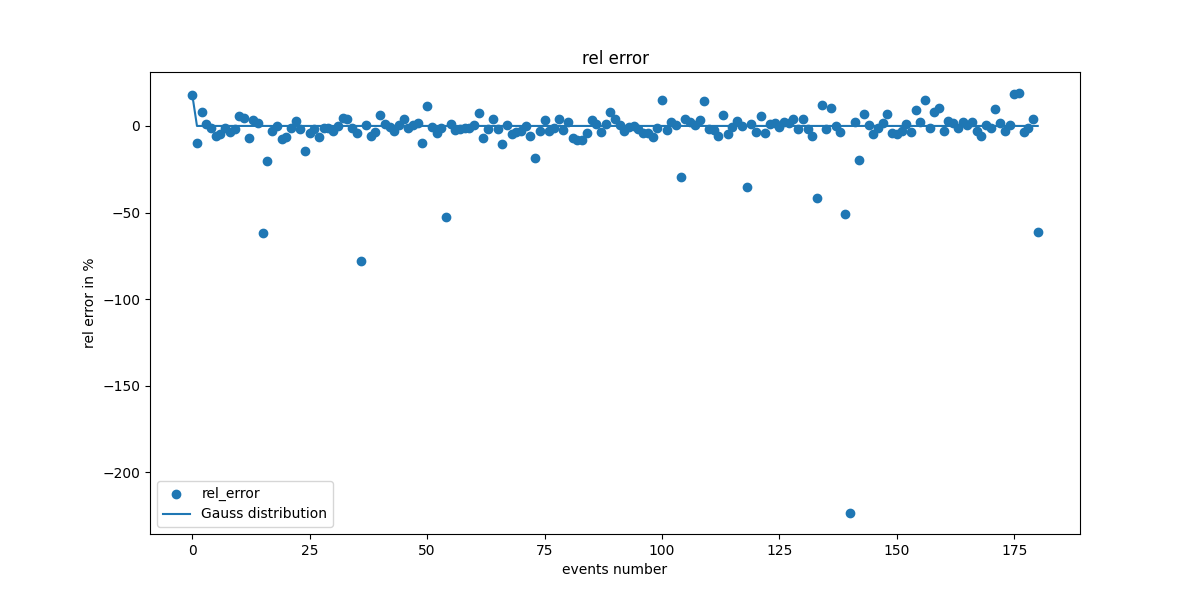 rel error
0
−50
−100
−150
−200
rel error in %
rel_error
Gauss distribution
0 25 50 75 100 125 150 175
events number